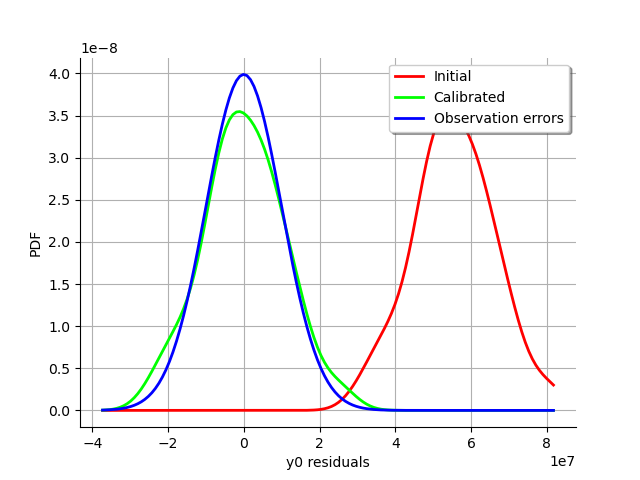 1e−8
Initial
Calibrated
Observation errors
4.0
3.5
3.0
2.5
2.0
1.5
1.0
0.5
0.0
PDF
−4
−2
0
2
4
6
8
y0 residuals
1e7